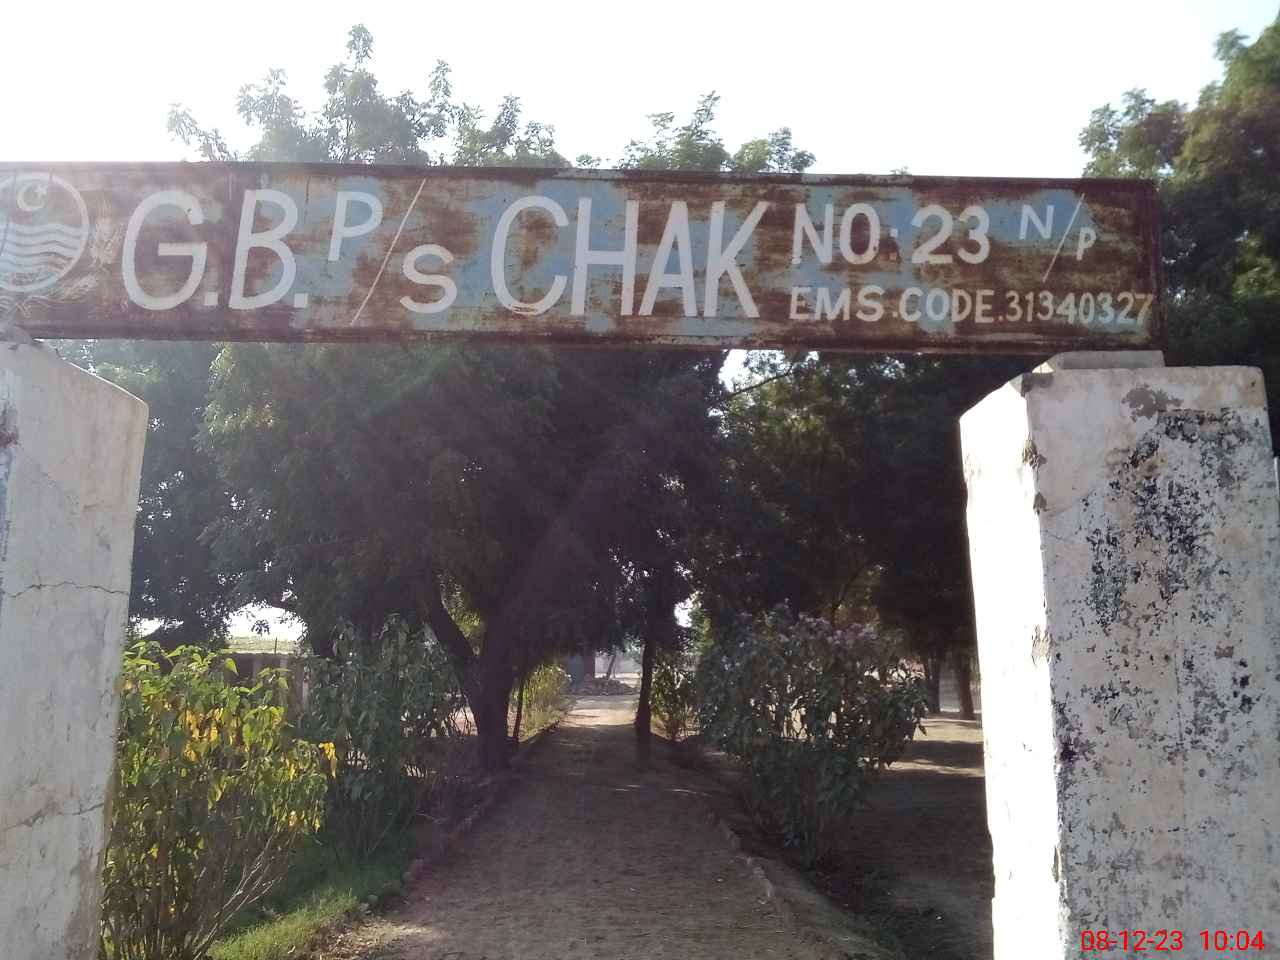 G.B. P/S CHAK NO: 23 N/P
EMS.CODE.31340327
08-12-23 10:04